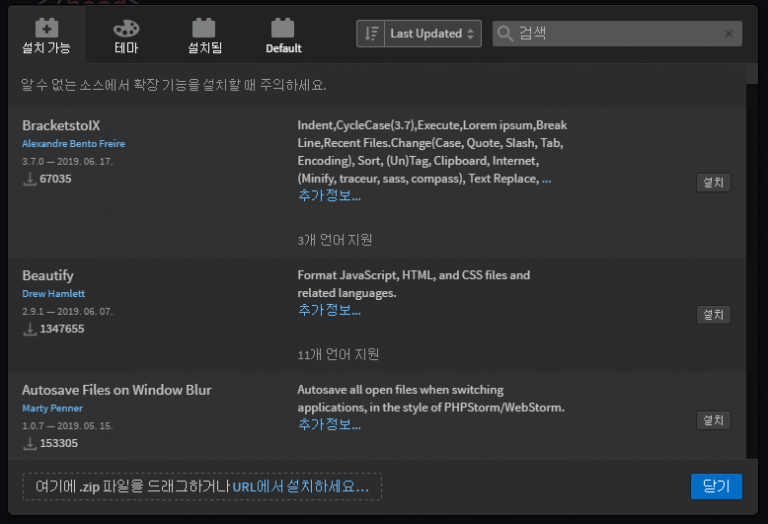 </head>
설치 가능
테마
설치됨
Default
Last Updated
검색
알 수 없는 소스에서 확장 기능을 설치할 때 주의하세요.
BracketstoIX
Alexandre Bento Freire
3.7.0 — 2019. 06. 17.
67035
Indent,CycleCase(3.7),Execute,Lorem ipsum,Break
Line,Recent Files.Change(Case, Quote, Slash, Tab,
Encoding), Sort, (Un)Tag, Clipboard, Internet,
(Minify, traceur, sass, compass), Text Replace, ...
추가 정보...
3개 언어 지원
설치
Beautify
Drew Hamlett
2.9.1 — 2019. 06. 07.
1347655
Format JavaScript, HTML, and CSS files and
related languages.
추가 정보...
11개 언어 지원
설치
Autosave Files on Window Blur
Marty Penner
1.0.7 — 2019. 05. 15.
153305
Autosave all open files when switching
applications, in the style of PHPStorm/WebStorm.
추가 정보...
설치
여기에 .zip 파일을 드래그하거나 URL에서 설치하세요...
닫기